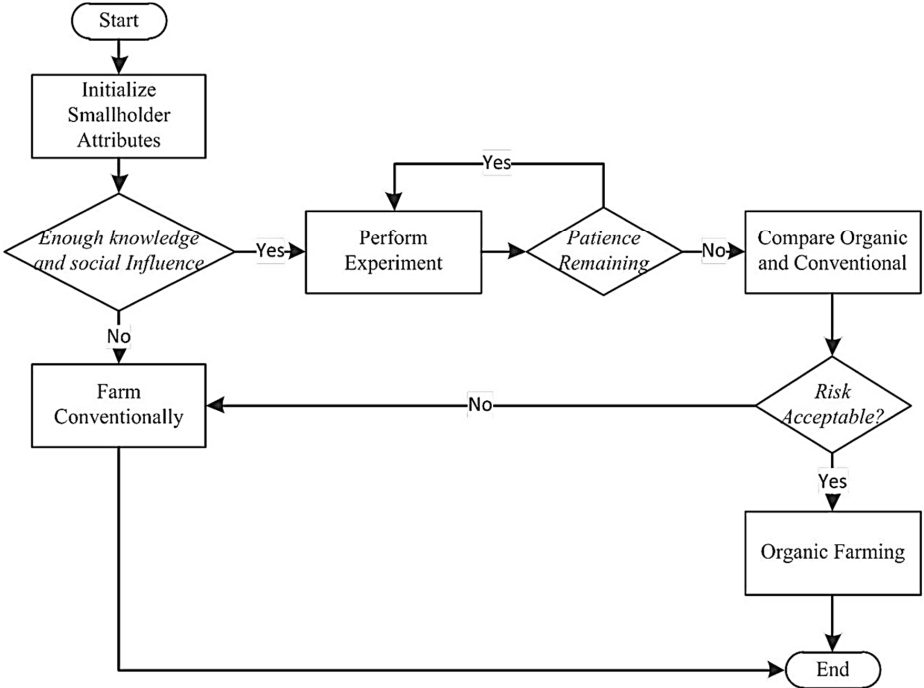 Start
Initialize
Smallholder
Attributes
Yes
Enough knowledge
and social Influence
Yes
Perform
Experiment
Patience
Remaining
No
Compare Organic
and Conventional
No
Farm
Conventionally
No
Risk
Acceptable?
Yes
Organic Farming
End